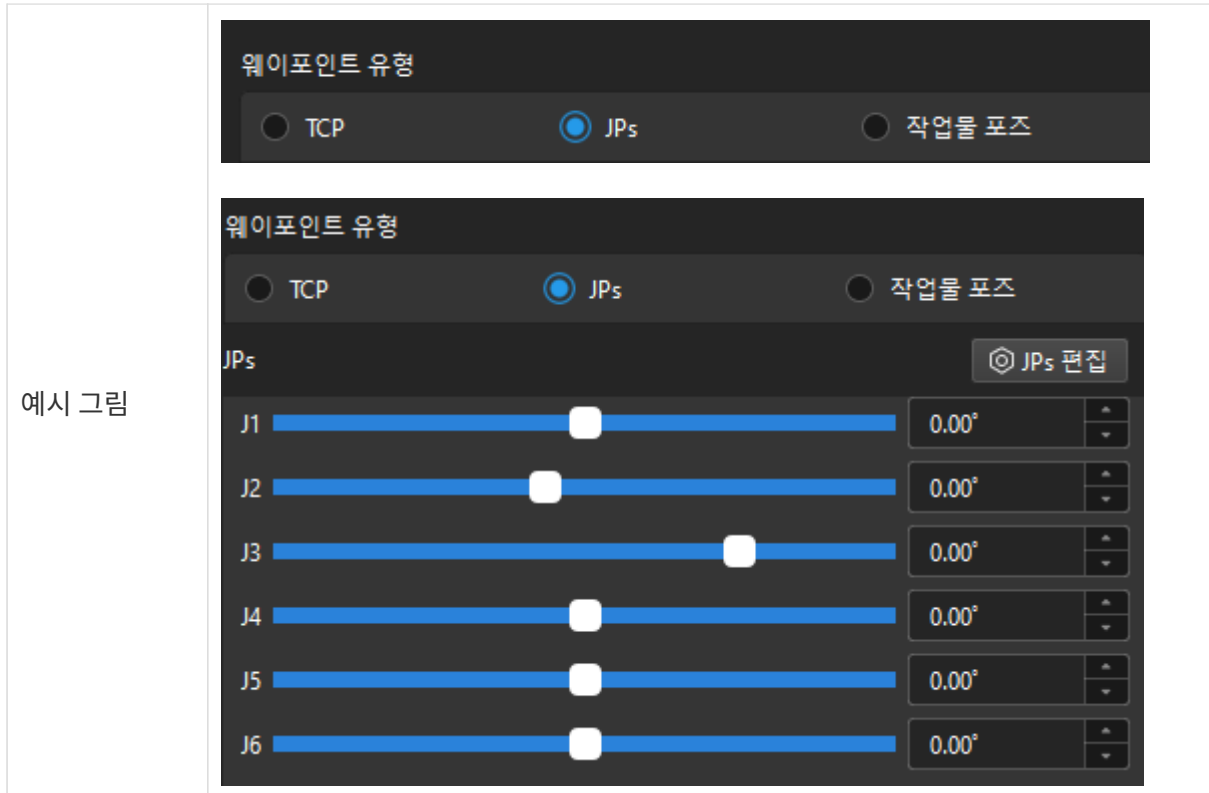 웨이포인트 유형
TCP JPs 작업물 포즈
웨이포인트 유형
TCP JPs 작업물 포즈
JPs JPs 편집
예시 그림
J1 0.00°
J2 0.00°
J3 0.00°
J4 0.00°
J5 0.00°
J6 0.00°